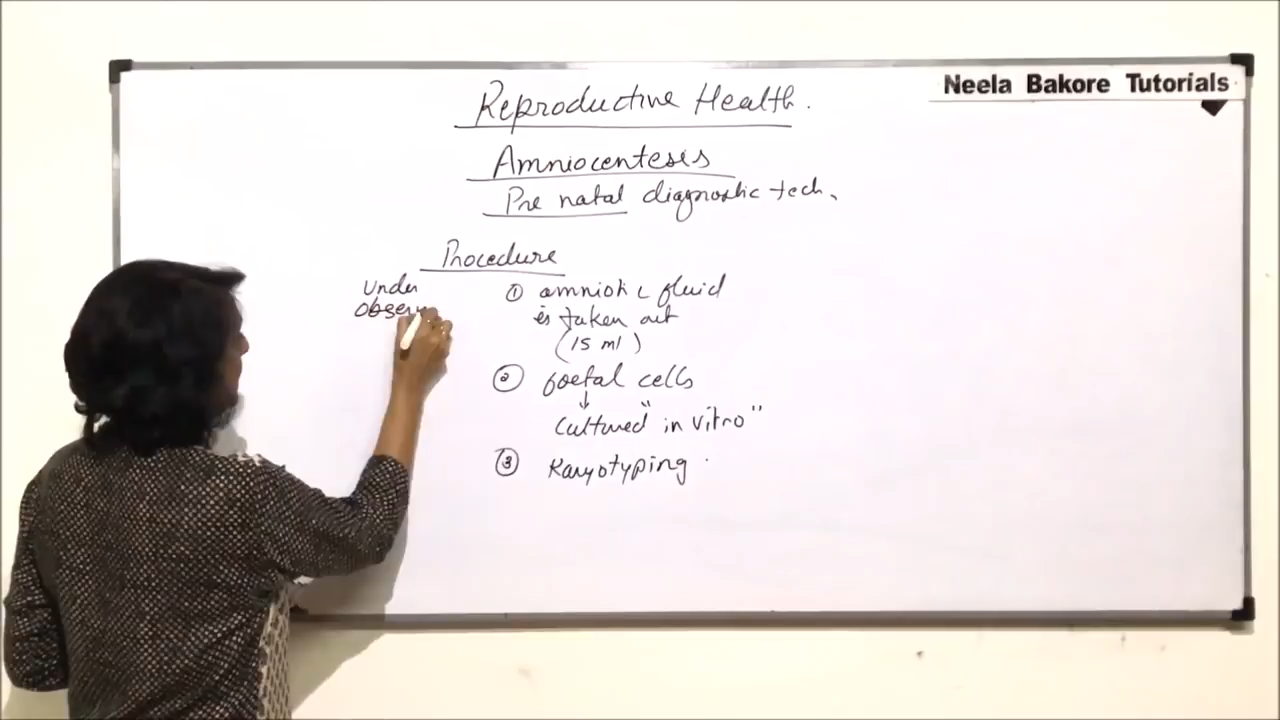 Neela Bakore Tutorials
Reproductive Health.
Amniocentesis
Pre natal diagnostic tech.
Procedure
Under
Observ
① amniotic fluid
is taken out
(15 ml)
② foetal cells
↓
Cultured "in vitro"
③ Karyotyping.